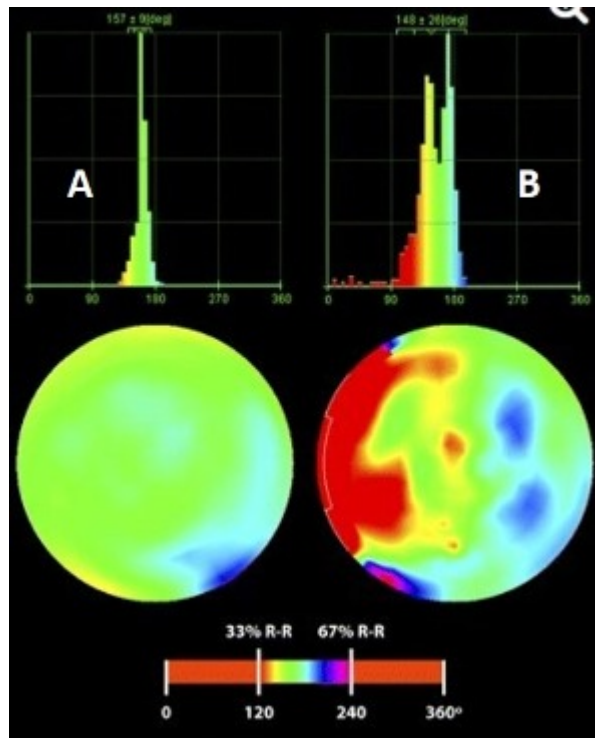 157 ± 9[deg]
148 ± 26[deg]
A
B
0 90 180 270 360
0 90 180 270 360
33% R-R 67% R-R
0 120 240 360º